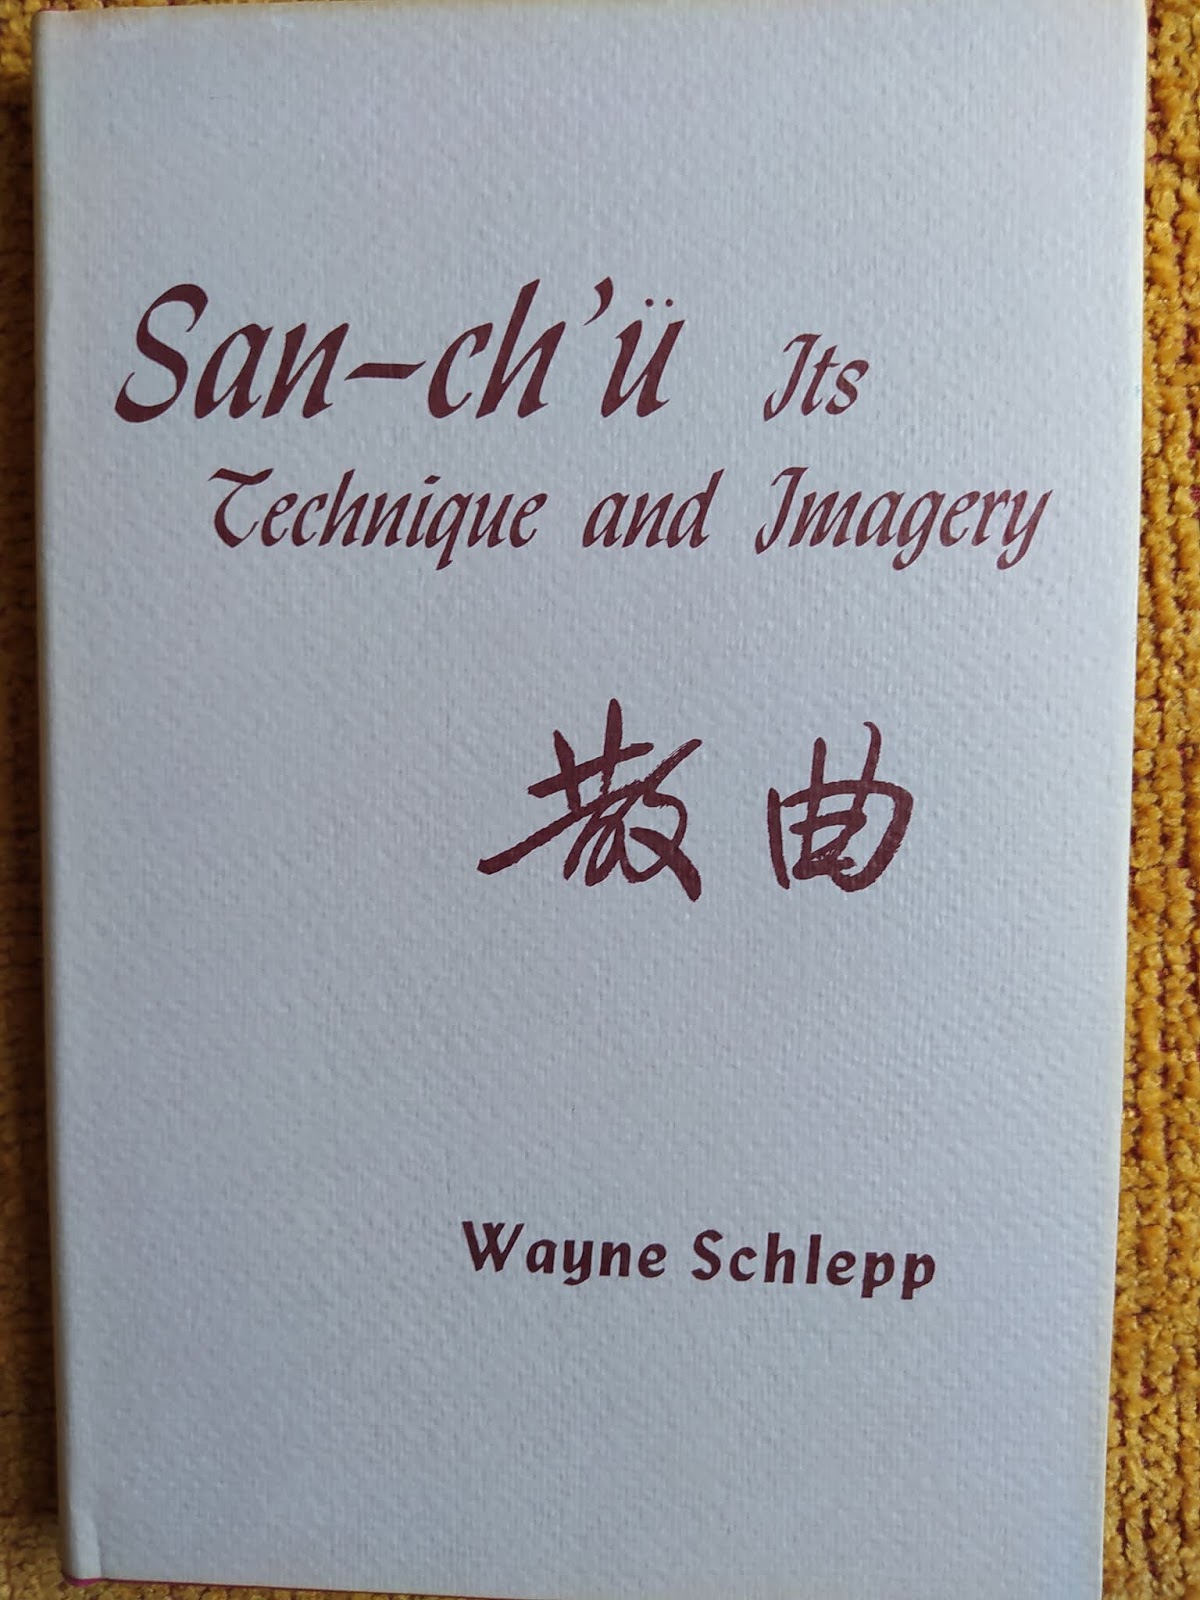 San-ch'ü Its
Technique and Imagery
散曲
Wayne Schlepp